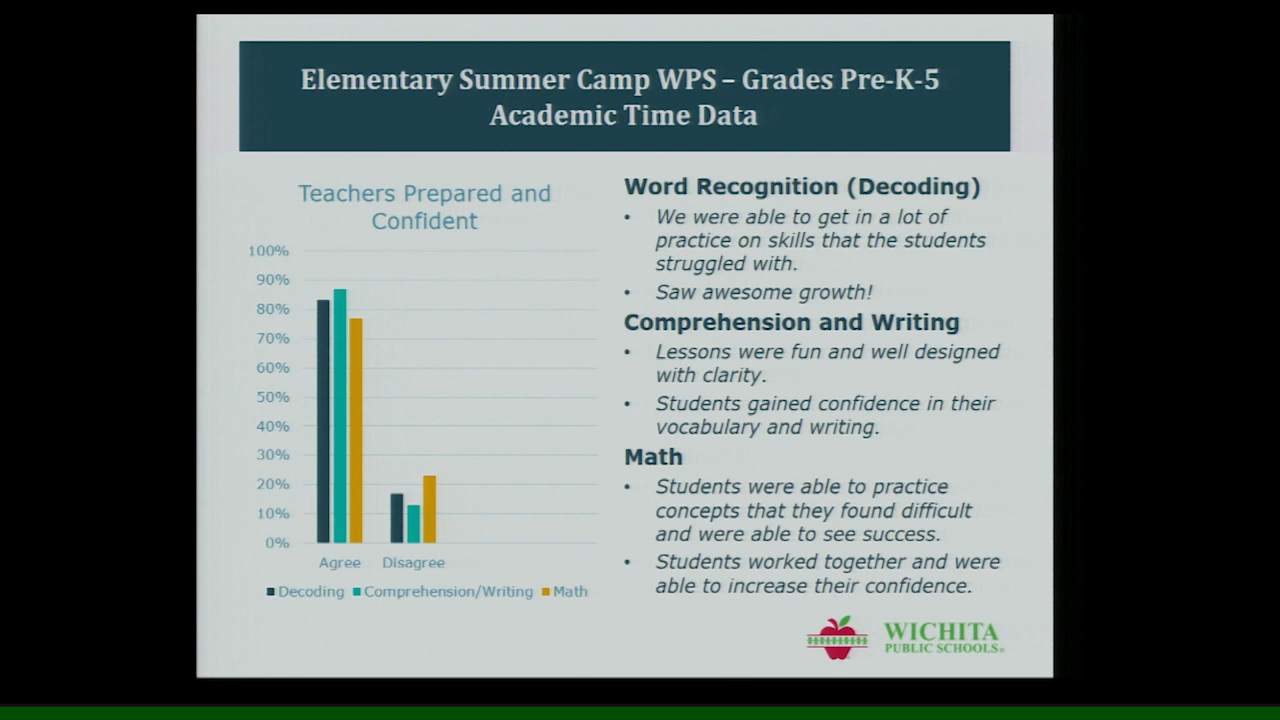 Elementary Summer Camp WPS – Grades Pre-K-5
Academic Time Data
Teachers Prepared and
Confident
100%
90%
80%
70%
60%
50%
40%
30%
20%
10%
0%
Agree
Disagree
Decoding
Comprehension/Writing
Math
Word Recognition (Decoding)
• We were able to get in a lot of
practice on skills that the students
struggled with.
• Saw awesome growth!
Comprehension and Writing
• Lessons were fun and well designed
with clarity.
• Students gained confidence in their
vocabulary and writing.
Math
• Students were able to practice
concepts that they found difficult
and were able to see success.
• Students worked together and were
able to increase their confidence.
WICHITA
PUBLIC SCHOOLS®